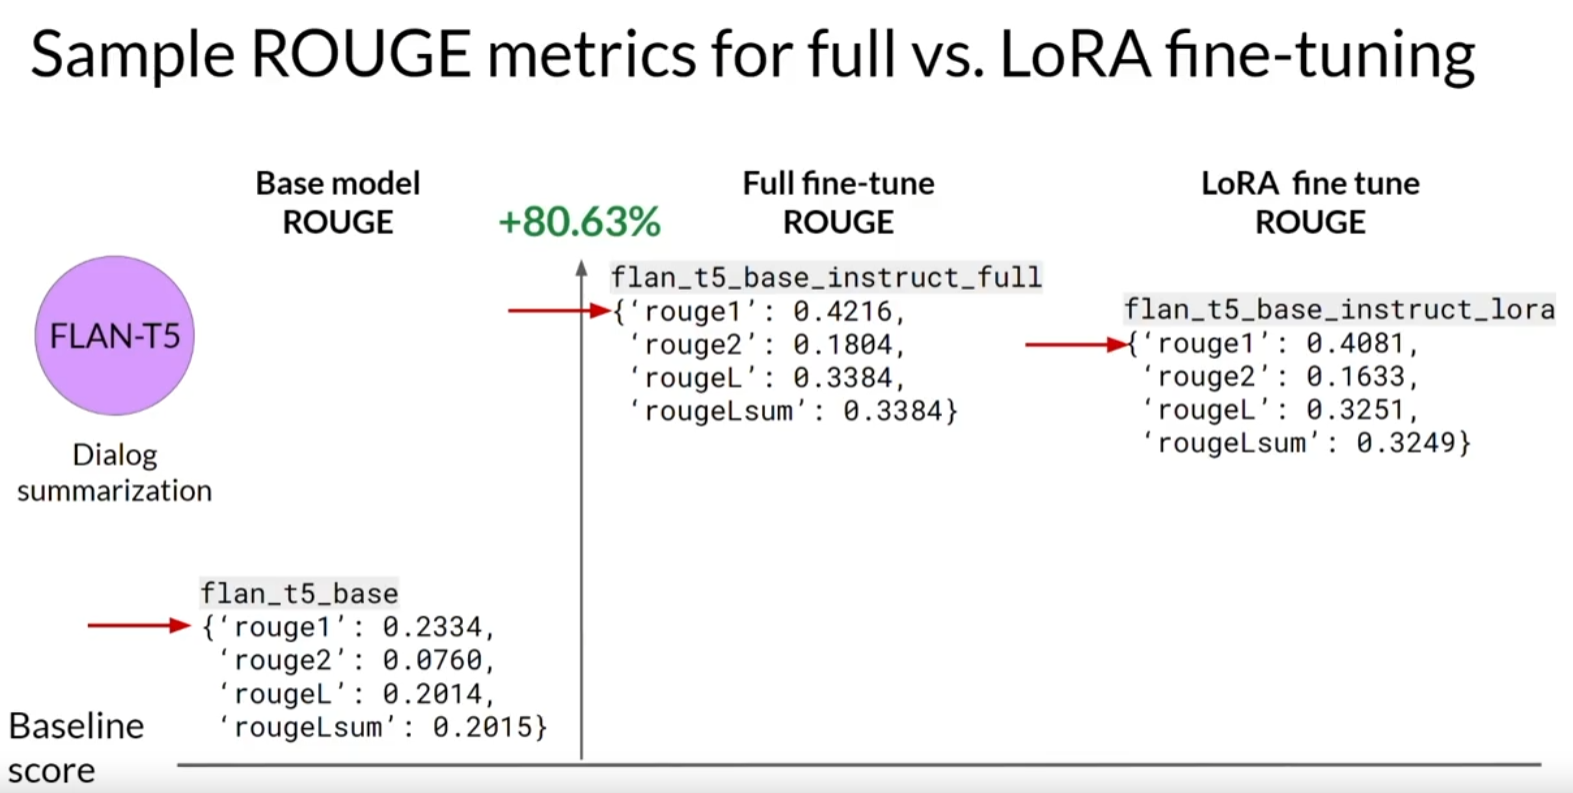 Sample ROUGE metrics for full vs. LoRA fine-tuning
Base model
ROUGE
+80.63%
Full fine-tune
ROUGE
LoRA fine tune
ROUGE
FLAN-T5
Dialog
summarization
flan_t5_base
{‘rouge1’: 0.2334,
‘rouge2’: 0.0760,
‘rougeL’: 0.2014,
‘rougeLsum’: 0.2015}
flan_t5_base_instruct_full
{‘rouge1’: 0.4216,
‘rouge2’: 0.1804,
‘rougeL’: 0.3384,
‘rougeLsum’: 0.3384}
flan_t5_base_instruct_lora
{‘rouge1’: 0.4081,
‘rouge2’: 0.1633,
‘rougeL’: 0.3251,
‘rougeLsum’: 0.3249}
Baseline
score